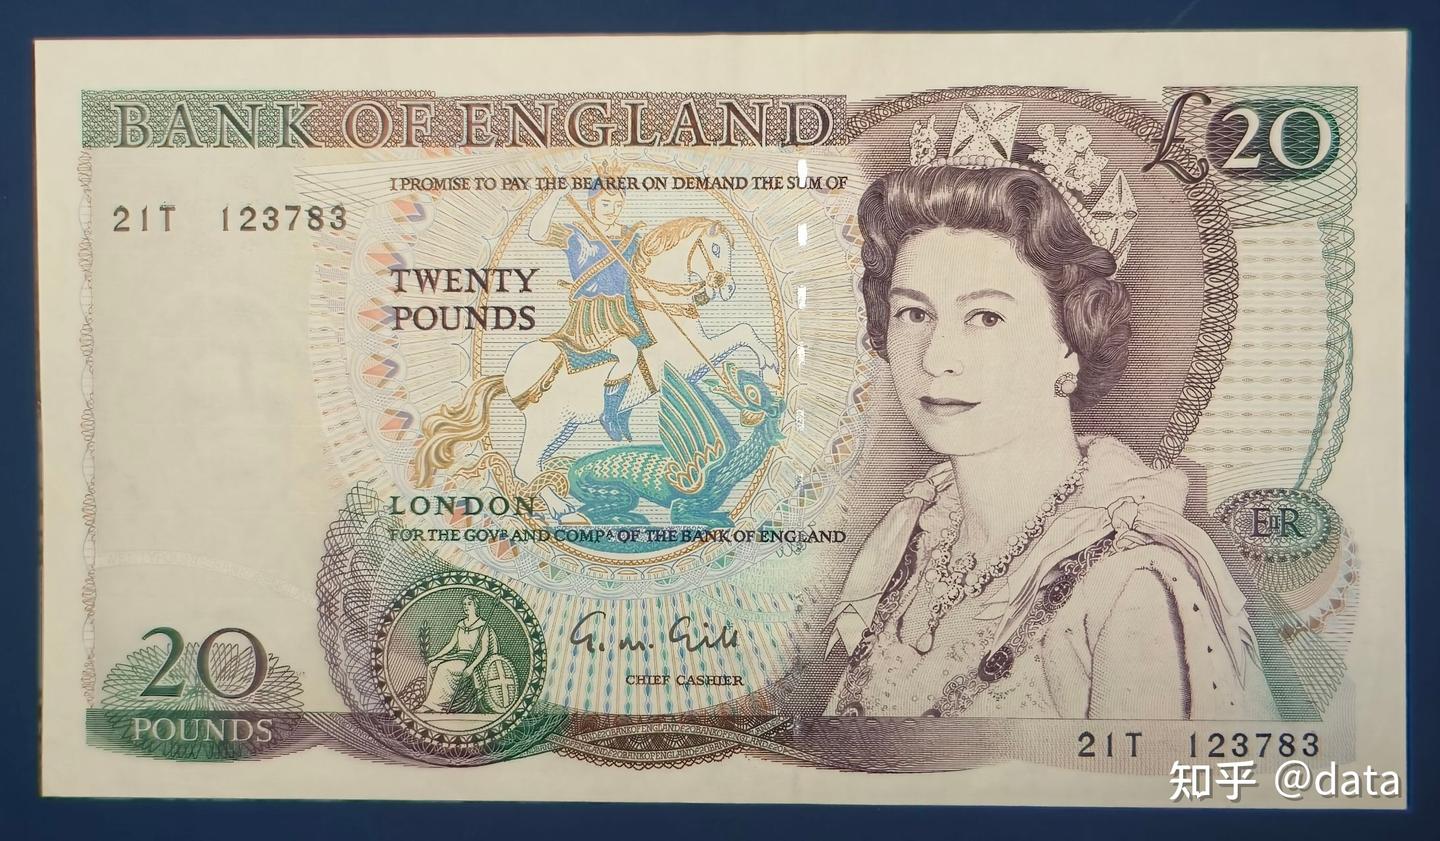 BANK OF ENGLAND
£20
I PROMISE TO PAY THE BEARER ON DEMAND THE SUM OF
21T 123783
TWENTY
POUNDS
LONDON
FOR THE GOVR AND COMPA OF THE BANK OF ENGLAND
EIIR
G. M. Gill
CHIEF CASHIER
20
POUNDS
21T 123783
知乎 @data